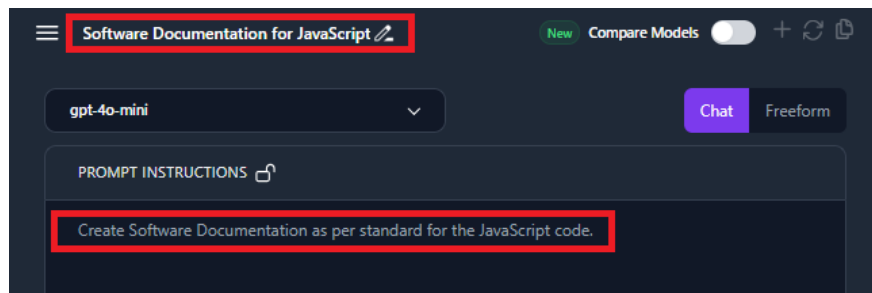 Software Documentation for JavaScript
New Compare Models
gpt-4o-mini
Chat Freeform
PROMPT INSTRUCTIONS
Create Software Documentation as per standard for the JavaScript code.